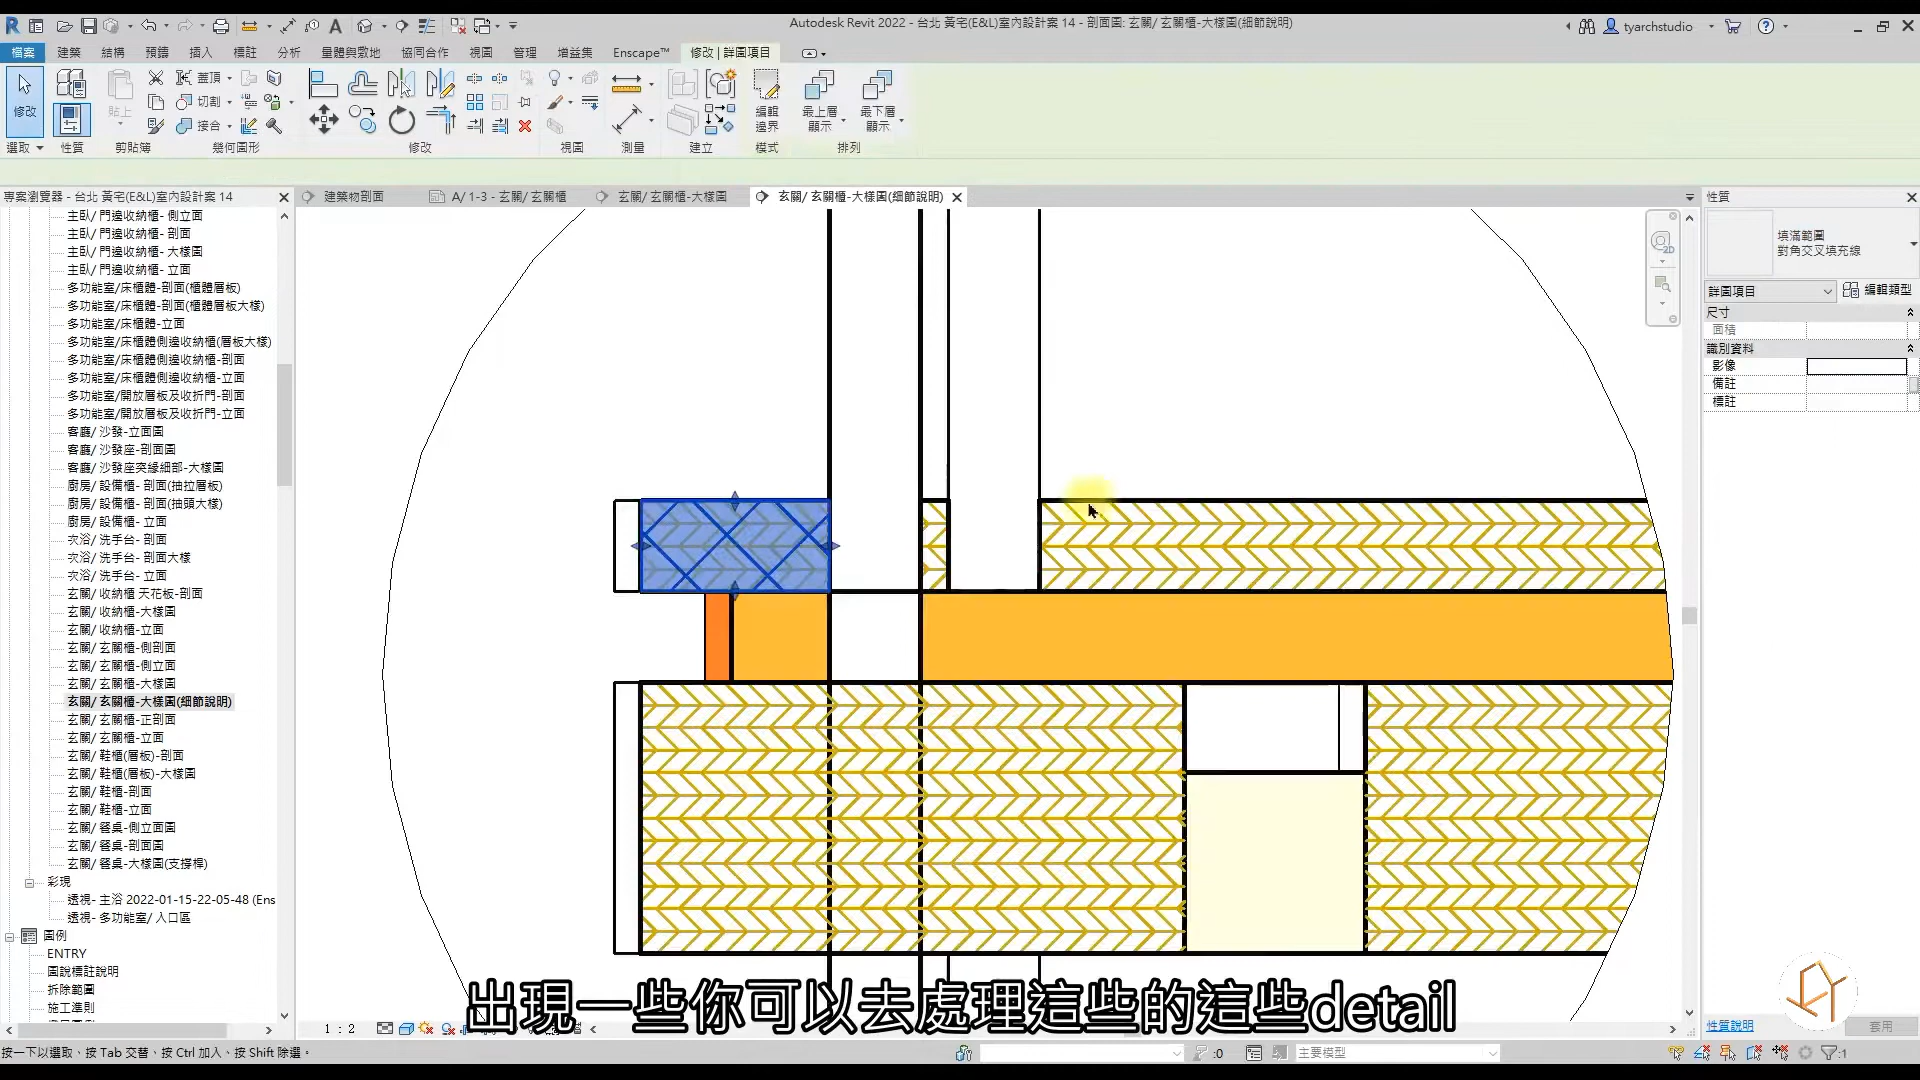 Autodesk Revit 2022 - 台北 黃宅(E&L)室內設計案 14 - 剖面圖: 玄關/ 玄關櫃-大樣圖(細節說明)
tyarchstudio
檔案 建築 結構 預鑄 插入 標註 分析 量體與敷地 協同合作 視圖 管理 增益集 Enscape™ 修改 | 詳圖項目
修改
貼上
蓋頂
切割
接合
編輯
邊界
最上層
顯示
最下層
顯示
選取 性質 剪貼簿 幾何圖形 修改 視圖 測量 建立 模式 排列
專案瀏覽器 - 台北 黃宅(E&L)室內設計案 14
建築物剖面 A/ 1-3 - 玄關/ 玄關櫃 玄關/ 玄關櫃-大樣圖 玄關/ 玄關櫃-大樣圖(細節說明)
主臥/ 門邊收納櫃- 側立面
主臥/ 門邊收納櫃- 剖面
主臥/ 門邊收納櫃- 大樣圖
主臥/ 門邊收納櫃- 立面
多功能室/床櫃體-剖面(櫃體層板)
多功能室/床櫃體-剖面(櫃體層板大樣)
多功能室/床櫃體-立面
多功能室/床櫃體側邊收納櫃(層板大樣)
多功能室/床櫃體側邊收納櫃-剖面
多功能室/床櫃體側邊收納櫃-立面
多功能室/開放層板及收折門-剖面
多功能室/開放層板及收折門-立面
客廳/ 沙發-立面圖
客廳/ 沙發座-剖面圖
客廳/ 沙發座突緣細部-大樣圖
廚房/ 設備櫃- 剖面(抽拉層板)
廚房/ 設備櫃- 剖面(抽頭大樣)
廚房/ 設備櫃- 立面
次浴/ 洗手台- 剖面
次浴/ 洗手台- 剖面大樣
次浴/ 洗手台- 立面
玄關/ 收納櫃 天花板-剖面
玄關/ 收納櫃-大樣圖
玄關/ 收納櫃-立面
玄關/ 玄關櫃-側剖面
玄關/ 玄關櫃-側立面
玄關/ 玄關櫃-大樣圖
玄關/ 玄關櫃-大樣圖(細節說明)
玄關/ 玄關櫃-正剖面
玄關/ 玄關櫃-立面
玄關/ 鞋櫃(層板)-剖面
玄關/ 鞋櫃(層板)-大樣圖
玄關/ 鞋櫃-剖面
玄關/ 鞋櫃-立面
玄關/ 餐桌-側立面圖
玄關/ 餐桌-剖面圖
玄關/ 餐桌-大樣圖(支撐桿)
彩現
透視- 主浴 2022-01-15-22-05-48 (Ens
透視- 多功能室/ 入口區
圖例
ENTRY
圖說標註說明
拆除範圍
施工準則
性質
填滿範圍
對角交叉填充線
詳圖項目 編輯類型
尺寸
面積
識別資料
影像
備註
標註
性質說明 套用
2D
1 : 2
出現一些你可以去處理這些的這些detail
按一下以選取、按 Tab 交替、按 Ctrl 加入、按 Shift 除選。
:0
主要模型
:1